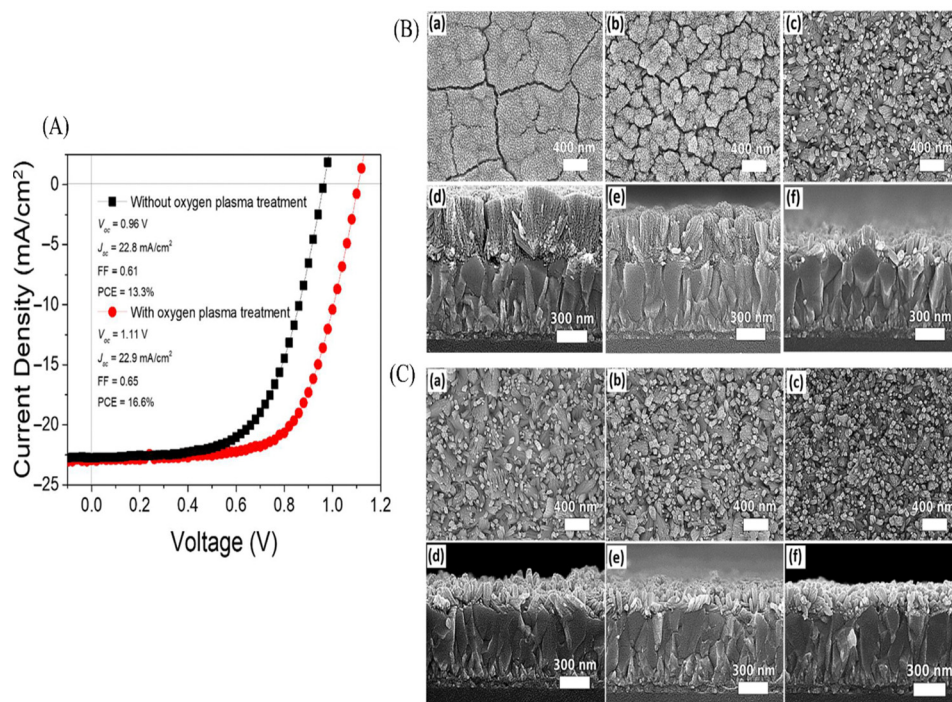 (A)
Current Density (mA/cm²)
0
−5
−10
−15
−20
−25
Without oxygen plasma treatment
Voc = 0.96 V
Jsc = 22.8 mA/cm²
FF = 0.61
PCE = 13.3%
With oxygen plasma treatment
Voc = 1.11 V
Jsc = 22.9 mA/cm²
FF = 0.65
PCE = 16.6%
0.0 0.2 0.4 0.6 0.8 1.0 1.2
Voltage (V)
(B)
(a) (b) (c)
400 nm 400 nm 400 nm
(d) (e) (f)
300 nm 300 nm 300 nm
(C)
(a) (b) (c)
400 nm 400 nm 400 nm
(d) (e) (f)
300 nm 300 nm 300 nm